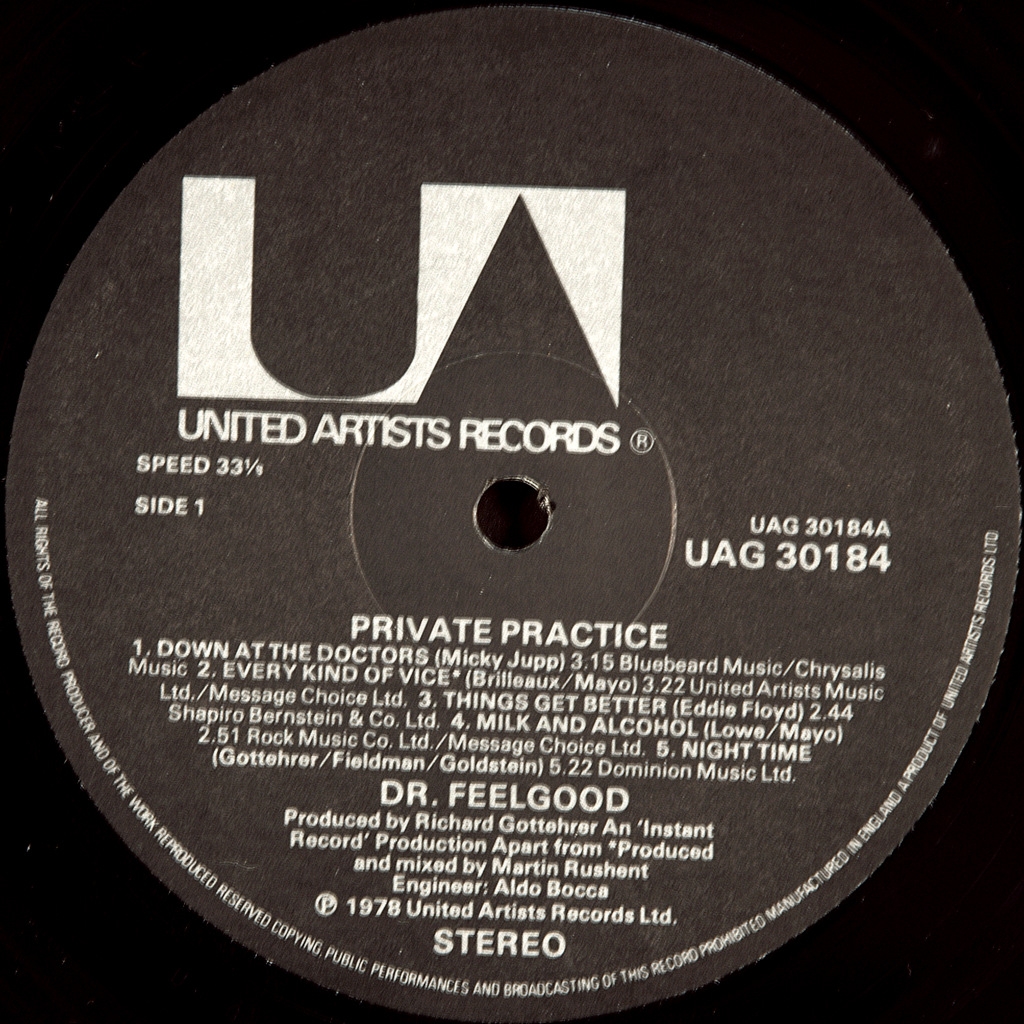 UA
UNITED ARTISTS RECORDS ®
SPEED 33⅓
SIDE 1
UAG 30184A
UAG 30184
PRIVATE PRACTICE
1. DOWN AT THE DOCTORS (Micky Jupp) 3.15 Bluebeard Music/Chrysalis
Music 2. EVERY KIND OF VICE* (Brilleaux/Mayo) 3.22 United Artists Music
Ltd./Message Choice Ltd. 3. THINGS GET BETTER (Eddie Floyd) 2.44
Shapiro Bernstein & Co. Ltd. 4. MILK AND ALCOHOL (Lowe/Mayo)
2.51 Rock Music Co. Ltd./Message Choice Ltd. 5. NIGHT TIME
(Gottehrer/Fieldman/Goldstein) 5.22 Dominion Music Ltd.
DR. FEELGOOD
Produced by Richard Gottehrer An 'Instant
Record' Production Apart from *Produced
and mixed by Martin Rushent
Engineer: Aldo Bocca
℗ 1978 United Artists Records Ltd.
STEREO
ALL RIGHTS OF THE RECORD PRODUCER AND OF THE WORK REPRODUCED RESERVED COPYING, PUBLIC PERFORMANCES AND BROADCASTING OF THIS RECORD PROHIBITED MANUFACTURED IN ENGLAND A PRODUCT OF UNITED ARTISTS RECORDS LTD